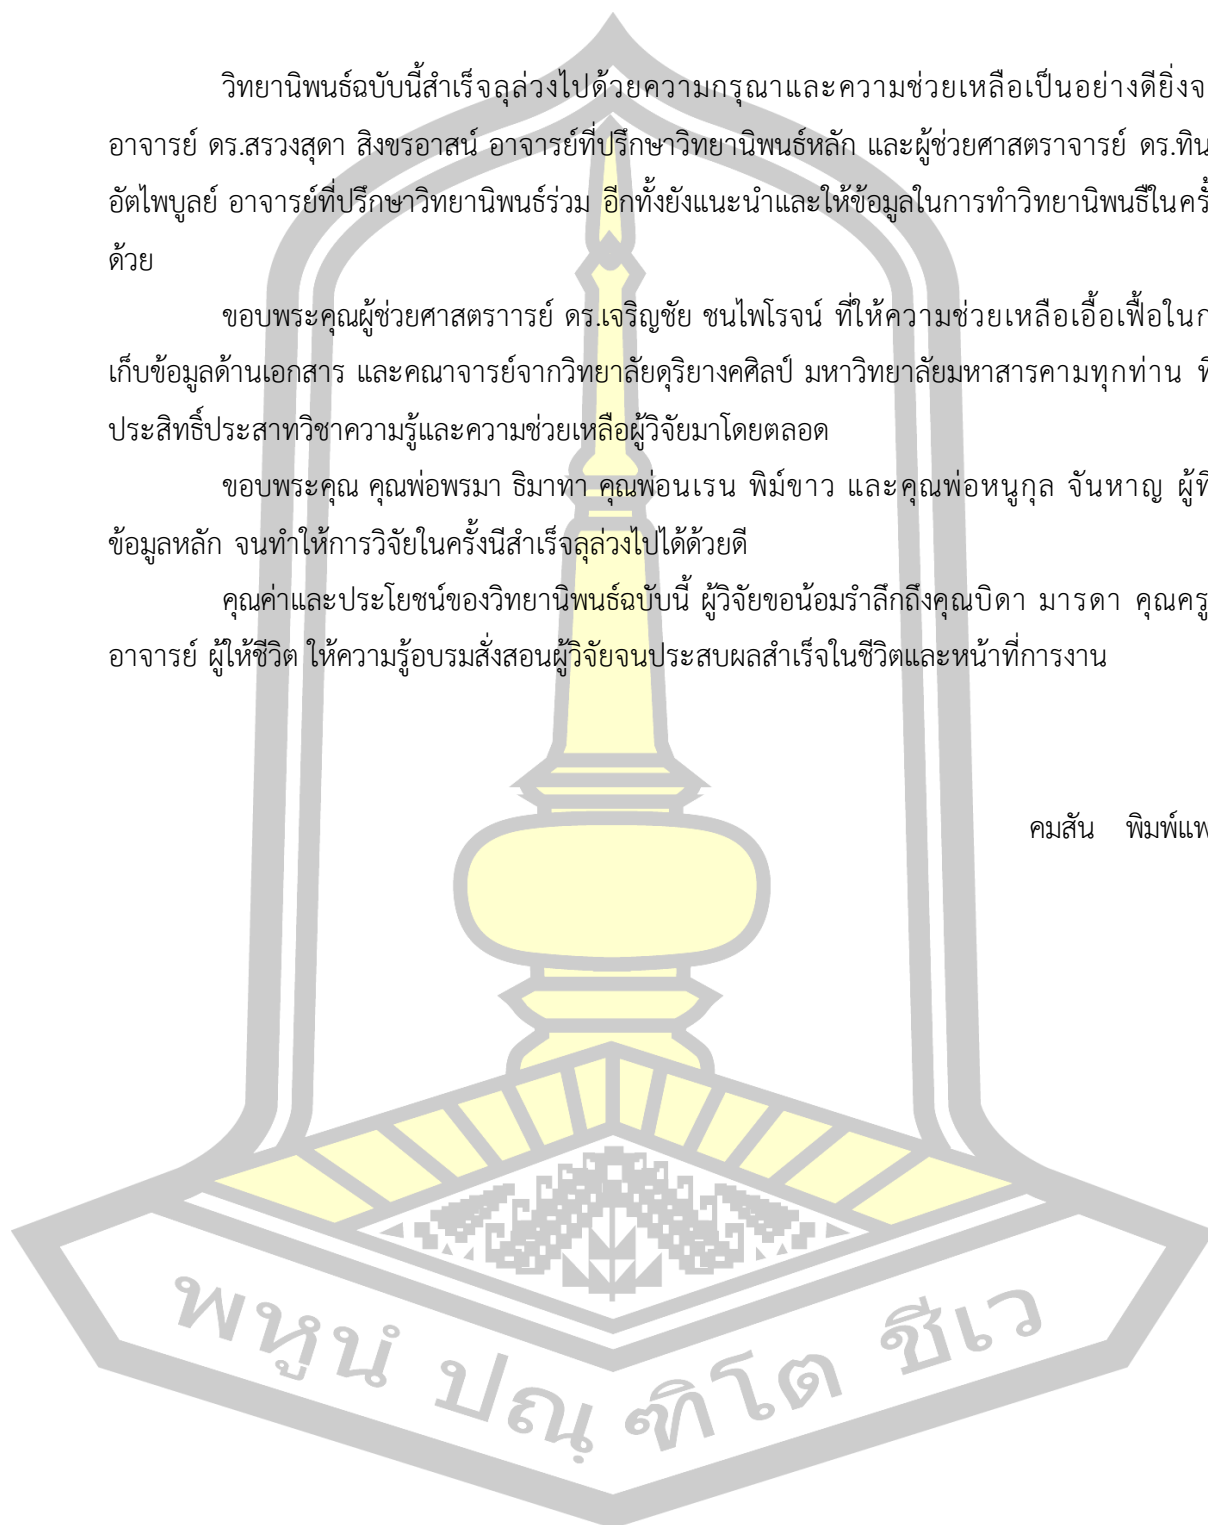 วิทยานิพนธ์ฉบับนี้สำเร็จลุล่วงไปด้วยความกรุณาและความช่วยเหลือเป็นอย่างดียิ่งจ
อาจารย์ ดร.สรวงสุดา สิงขรอาสน์ อาจารย์ที่ปรึกษาวิทยานิพนธ์หลัก และผู้ช่วยศาสตราจารย์ ดร.ทิน
อัตไพบูลย์ อาจารย์ที่ปรึกษาวิทยานิพนธ์ร่วม อีกทั้งยังแนะนำและให้ข้อมูลในการทำวิทยานิพนธืในครั้
ด้วย
ขอบพระคุณผู้ช่วยศาสตราารย์ ดร.เจริญชัย ชนไพโรจน์ ที่ให้ความช่วยเหลือเอื้อเฟื้อในก
เก็บข้อมูลด้านเอกสาร และคณาจารย์จากวิทยาลัยดุริยางคศิลป์ มหาวิทยาลัยมหาสารคามทุกท่าน ที่
ประสิทธิ์ประสาทวิชาความรู้และความช่วยเหลือผู้วิจัยมาโดยตลอด
ขอบพระคุณ คุณพ่อพรมา ธิมาทา คุณพ่อนเรน พิม์ขาว และคุณพ่อหนูกุล จันหาญ ผู้ที่
ข้อมูลหลัก จนทำให้การวิจัยในครั้งนีสำเร็จลุล่วงไปได้ด้วยดี
คุณค่าและประโยชน์ของวิทยานิพนธ์ฉบับนี้ ผู้วิจัยขอน้อมรำลึกถึงคุณบิดา มารดา คุณครู
อาจารย์ ผู้ให้ชีวิต ให้ความรู้อบรมสั่งสอนผู้วิจัยจนประสบผลสำเร็จในชีวิตและหน้าที่การงาน
คมสัน พิมพ์แพ
พหูนํ ปณฺฑิโต ชีเว